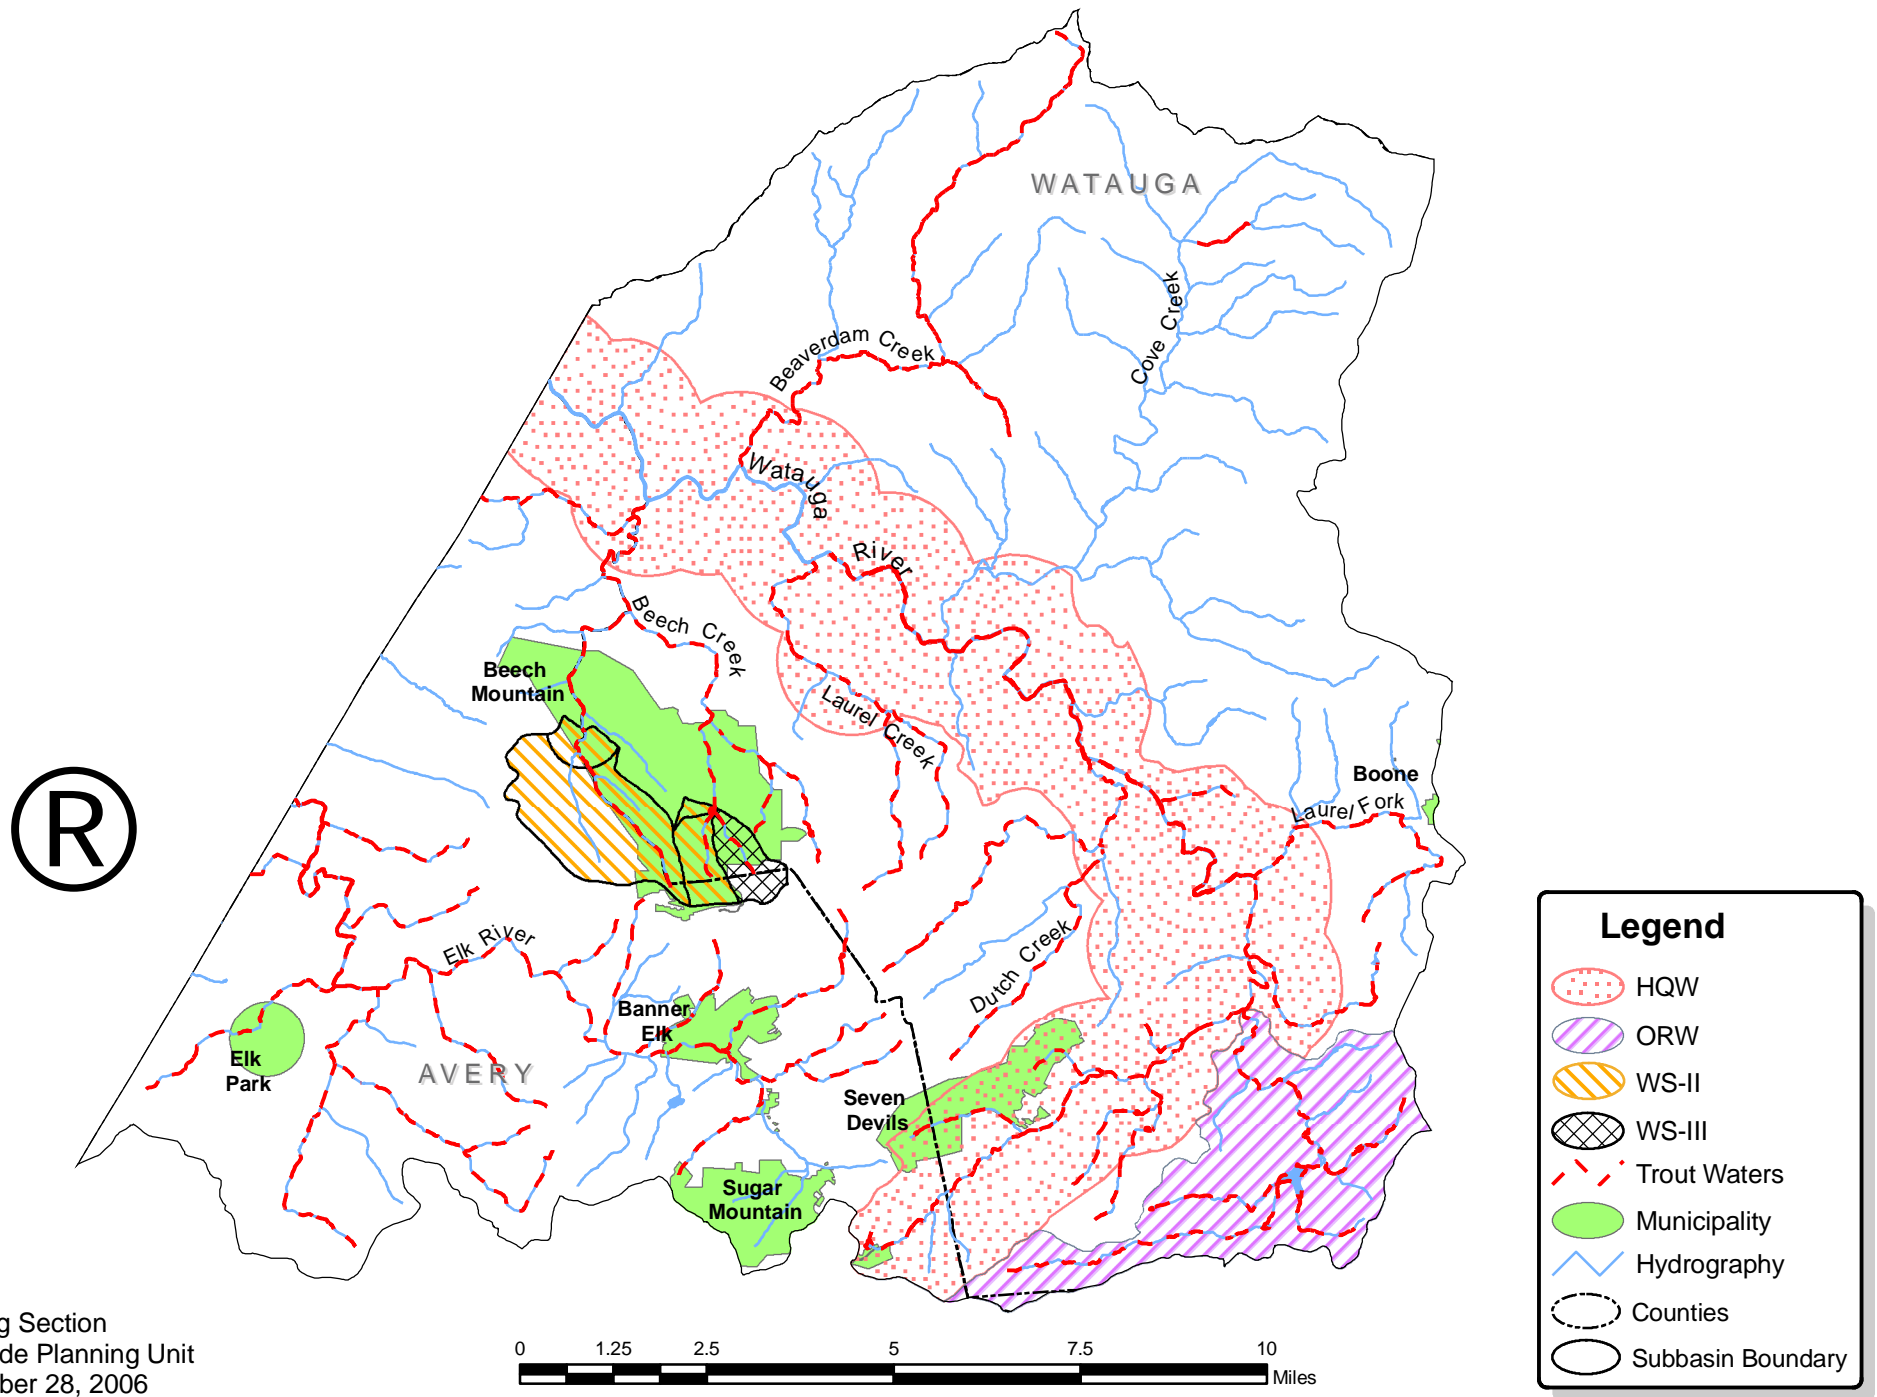 WATAUGA
Cove Creek
Beaverdam Creek
Watauga
River
Beech Creek
Beech
Mountain
Laurel Creek
Boone
Laurel Fork
®
Elk River
Dutch Creek
Banner
Elk
Elk
Park
AVERY
Seven
Devils
Sugar
Mountain
Legend
HQW
ORW
WS-II
WS-III
Trout Waters
Municipality
Hydrography
Counties
Subbasin Boundary
g Section
de Planning Unit
ber 28, 2006
0 1.25 2.5 5 7.5 10
Miles